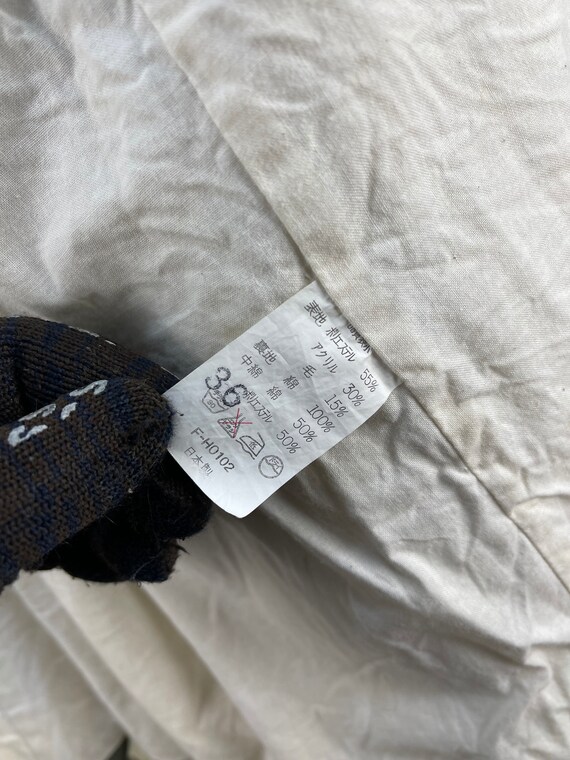 表地 ポリエステル 55%
アクリル 30%
毛 15%
裏地 綿 100%
中綿 綿 50%
ポリエステル 50%
38
F-H0102
日本製